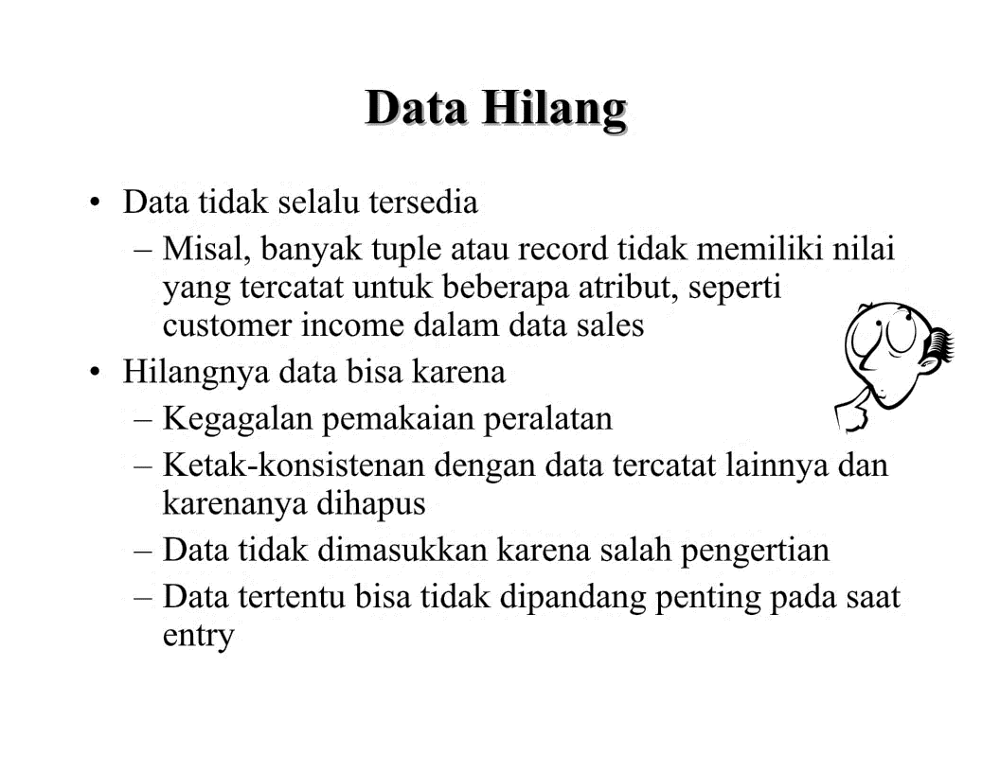 Data Hilang
• Data tidak selalu tersedia
– Misal, banyak tuple atau record tidak memiliki nilai
yang tercatat untuk beberapa atribut, seperti
customer income dalam data sales
• Hilangnya data bisa karena
– Kegagalan pemakaian peralatan
– Ketak-konsistenan dengan data tercatat lainnya dan
karenanya dihapus
– Data tidak dimasukkan karena salah pengertian
– Data tertentu bisa tidak dipandang penting pada saat
entry